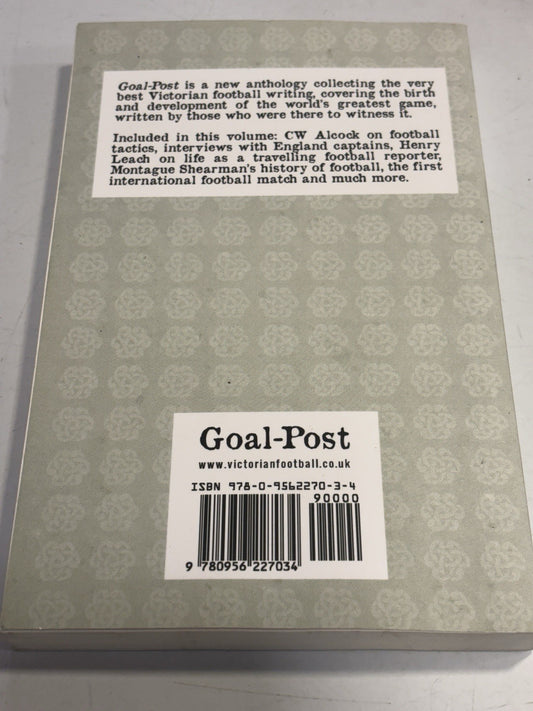 Goal-Post is a new anthology collecting the very
best Victorian football writing, covering the birth
and development of the world's greatest game,
written by those who were there to witness it.
Included in this volume: CW Alcock on football
tactics, interviews with England captains, Henry
Leach on life as a travelling football reporter,
Montague Shearman's history of football, the first
international football match and much more.
Goal-Post
www.victorianfootball.co.uk
ISBN 978-0-9562270-3-4
90000
9 780956 227034